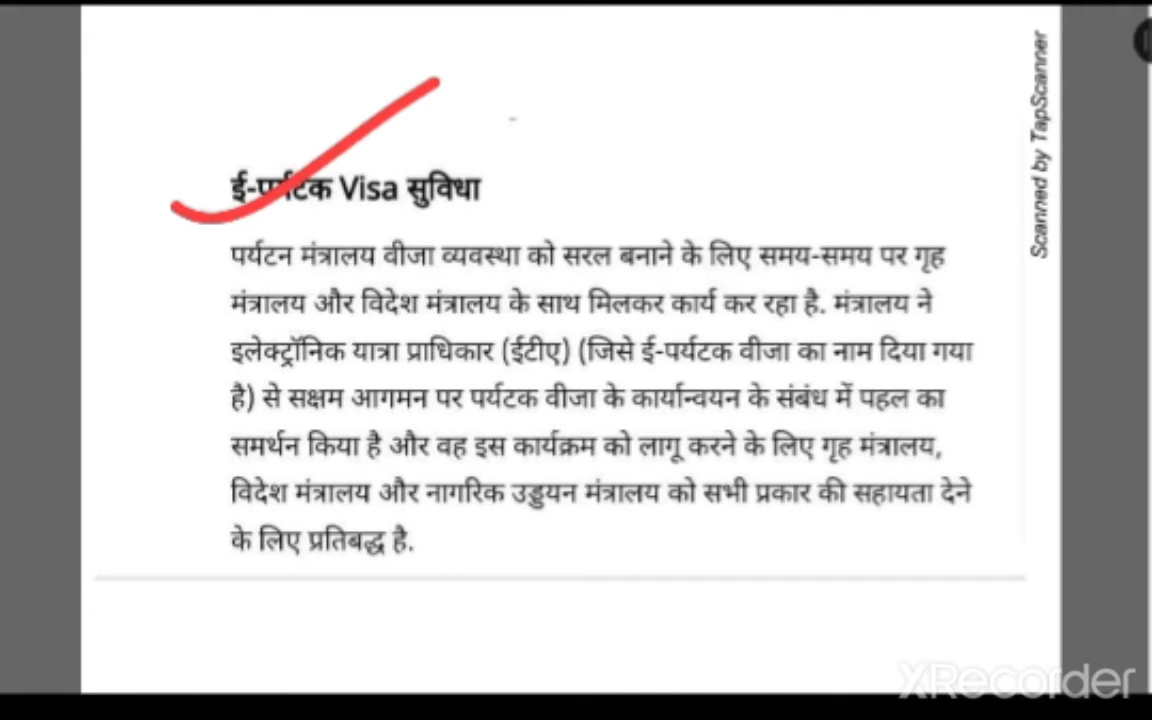 ई-पर्यटक Visa सुविधा
पर्यटन मंत्रालय वीजा व्यवस्था को सरल बनाने के लिए समय-समय पर गृह
मंत्रालय और विदेश मंत्रालय के साथ मिलकर कार्य कर रहा है. मंत्रालय ने
इलेक्ट्रॉनिक यात्रा प्राधिकार (ईटीए) (जिसे ई-पर्यटक वीजा का नाम दिया गया
है) से सक्षम आगमन पर पर्यटक वीजा के कार्यान्वयन के संबंध में पहल का
समर्थन किया है और वह इस कार्यक्रम को लागू करने के लिए गृह मंत्रालय,
विदेश मंत्रालय और नागरिक उड्डयन मंत्रालय को सभी प्रकार की सहायता देने
के लिए प्रतिबद्ध है.
Scanned by TapScanner
XRecorder